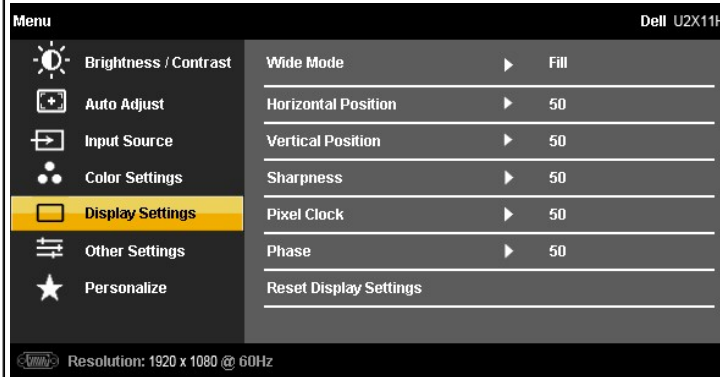 Menu Dell U2X11H
Brightness / Contrast
Auto Adjust
Input Source
Color Settings
Display Settings
Other Settings
Personalize
Wide Mode Fill
Horizontal Position 50
Vertical Position 50
Sharpness 50
Pixel Clock 50
Phase 50
Reset Display Settings
Resolution: 1920 x 1080 @ 60Hz